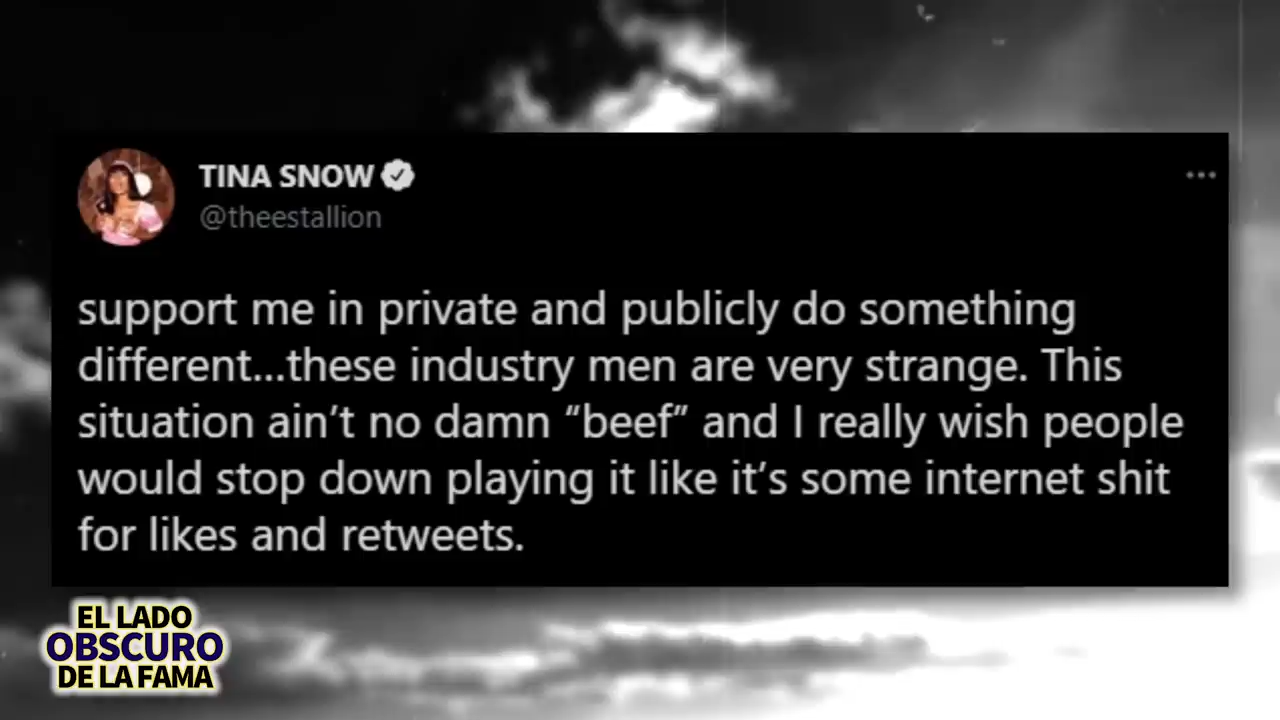 TINA SNOW
@theestallion
support me in private and publicly do something
different...these industry men are very strange. This
situation ain’t no damn “beef” and I really wish people
would stop down playing it like it’s some internet shit
for likes and retweets.
EL LADO
OBSCURO
DE LA FAMA